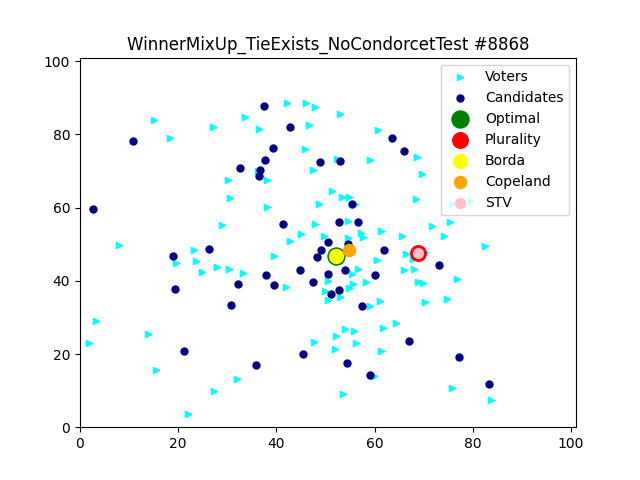 WinnerMixUp_TieExists_NoCondorcetTest #8868
100
80
60
40
20
0
0
20
40
60
80
100
Voters
Candidates
Optimal
Plurality
Borda
Copeland
STV